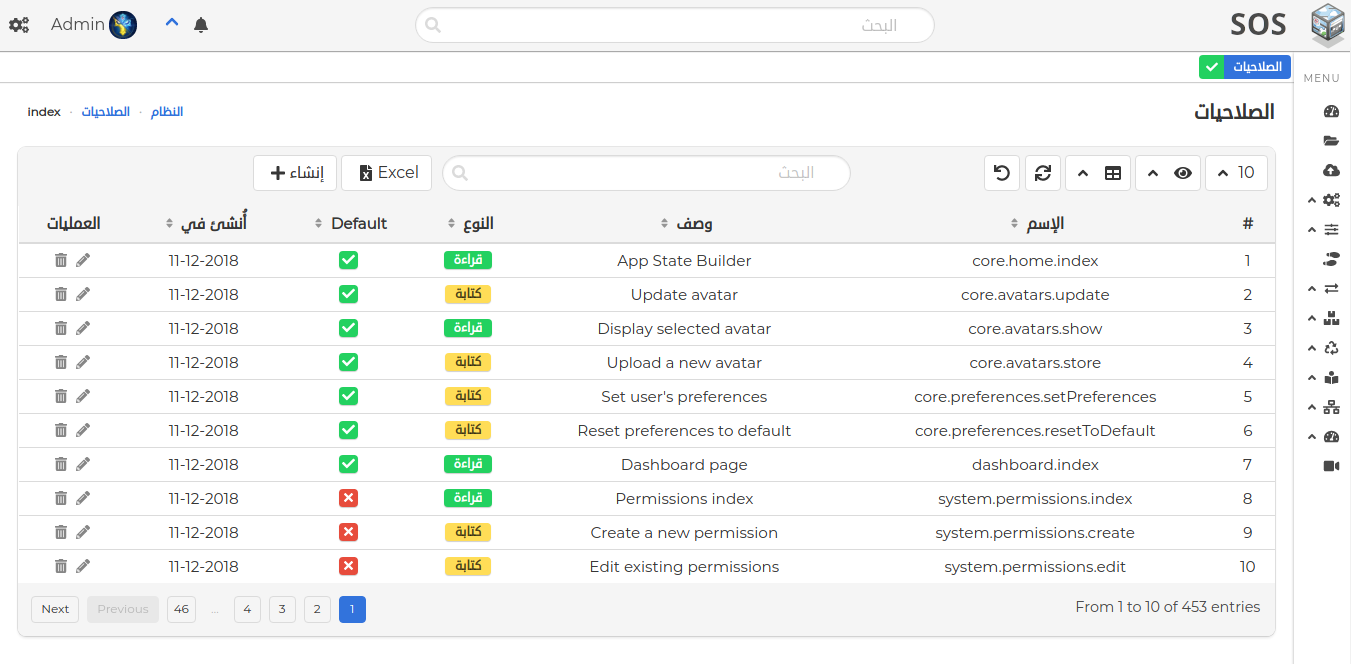 SOS
البحث
Admin
MENU
الصلاحيات
الصلاحيات
النظام · الصلاحيات · index
10
البحث
Excel
إنشاء
# الإسم وصف النوع Default أُنشئ في العمليات
1 core.home.index App State Builder قراءة 11-12-2018
2 core.avatars.update Update avatar كتابة 11-12-2018
3 core.avatars.show Display selected avatar قراءة 11-12-2018
4 core.avatars.store Upload a new avatar كتابة 11-12-2018
5 core.preferences.setPreferences Set user's preferences كتابة 11-12-2018
6 core.preferences.resetToDefault Reset preferences to default كتابة 11-12-2018
7 dashboard.index Dashboard page قراءة 11-12-2018
8 system.permissions.index Permissions index قراءة 11-12-2018
9 system.permissions.create Create a new permission كتابة 11-12-2018
10 system.permissions.edit Edit existing permissions كتابة 11-12-2018
From 1 to 10 of 453 entries
1 2 3 4 ... 46 Previous Next